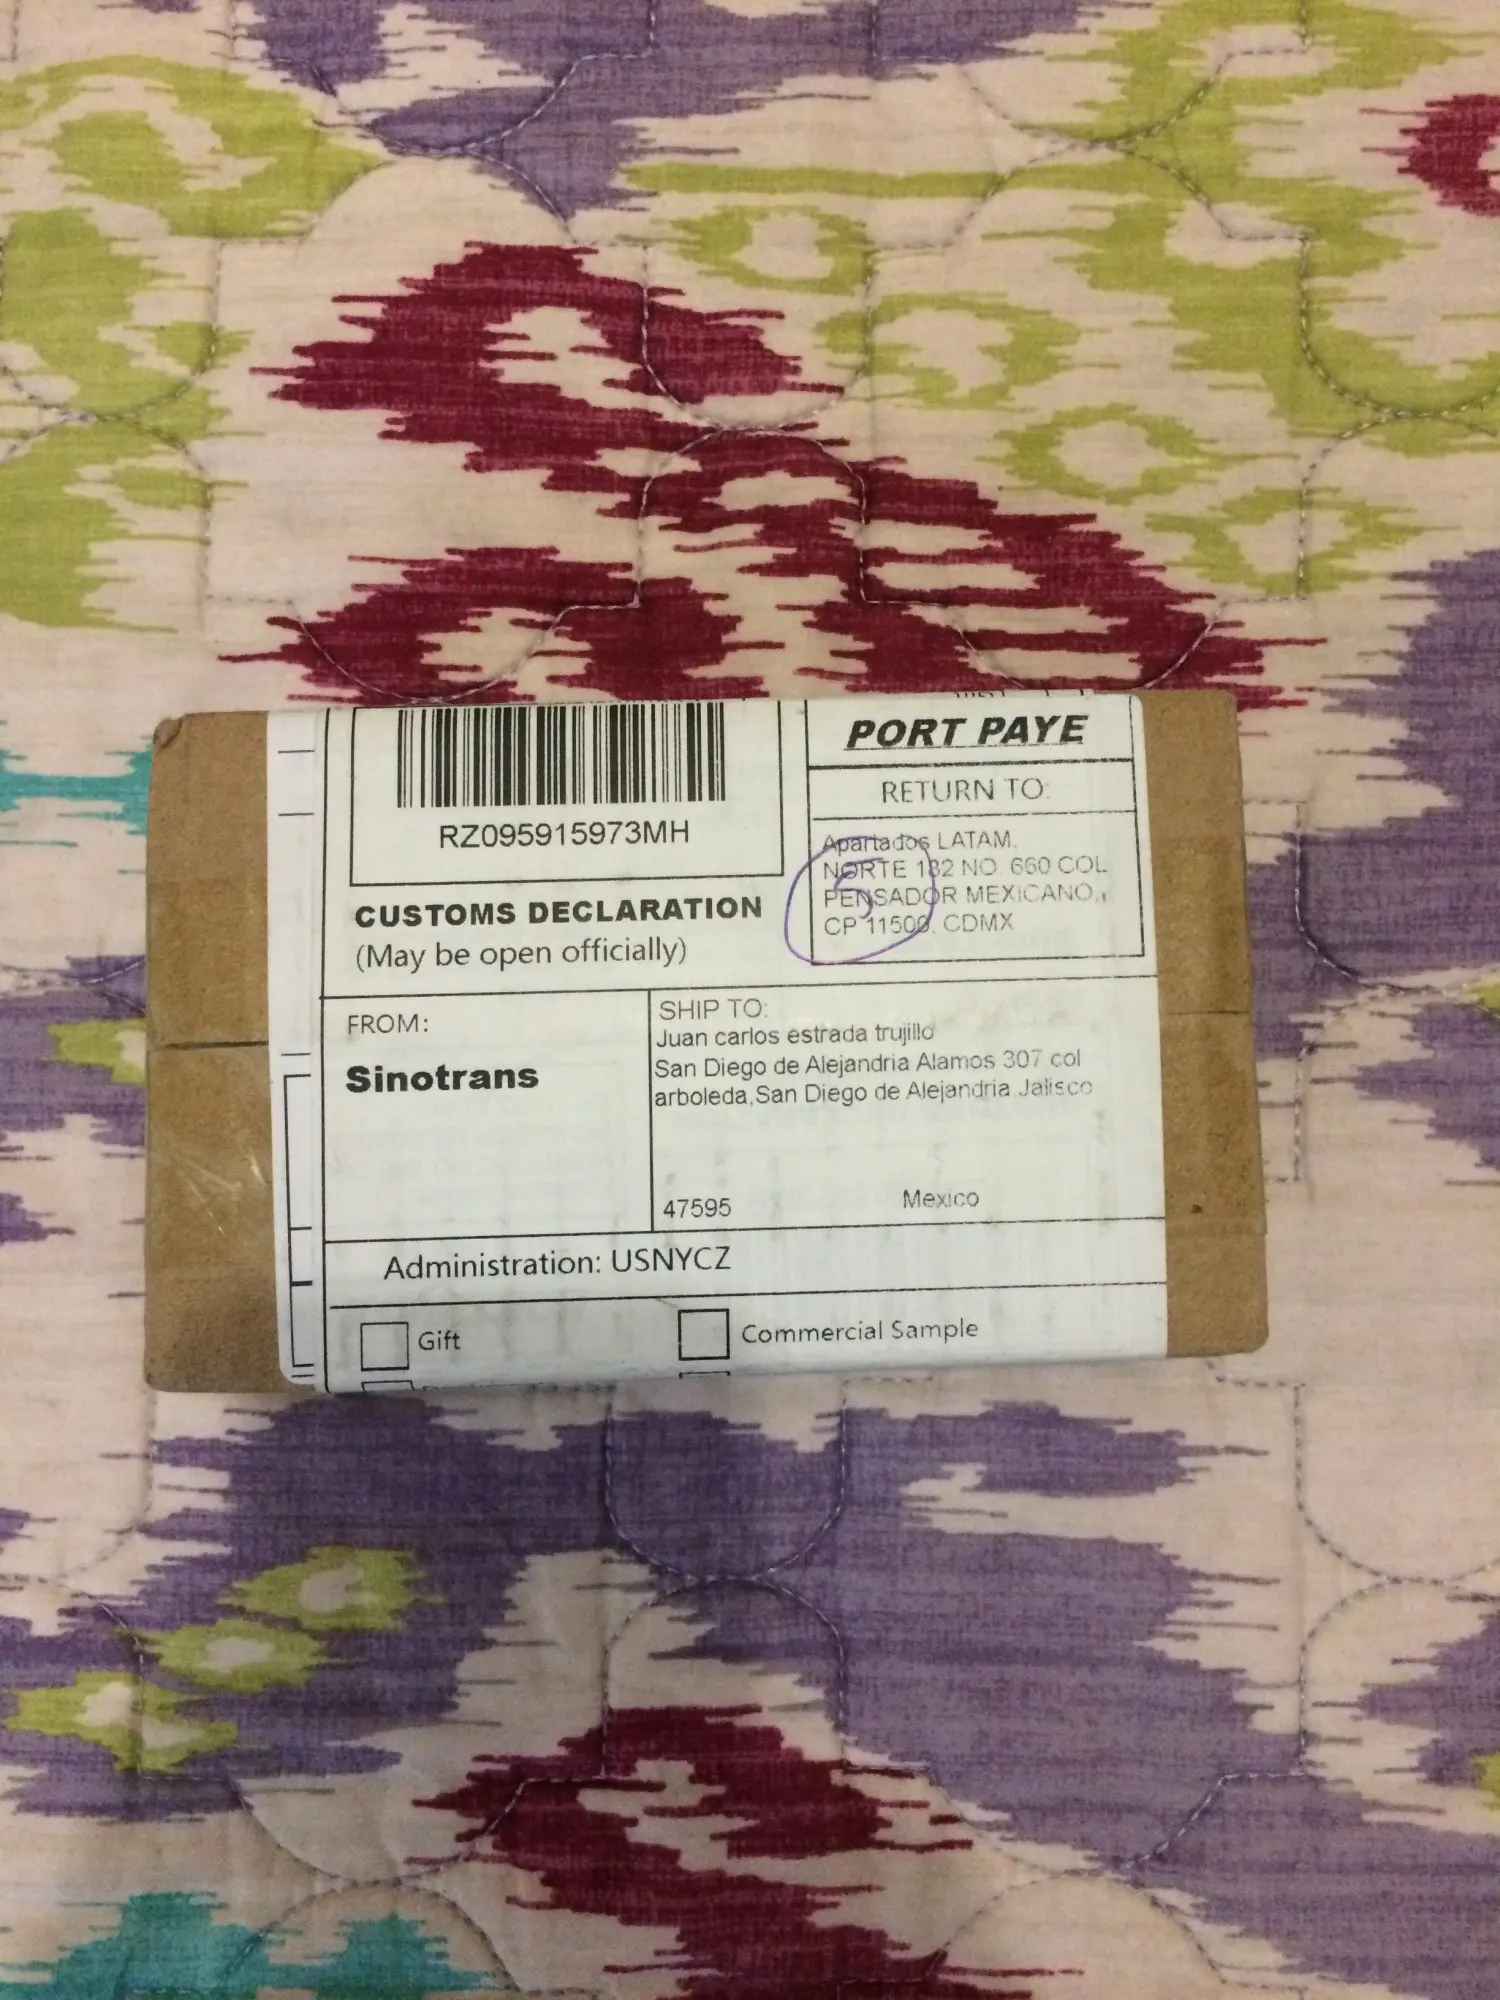 PORT PAYE
RETURN TO:
Apartados LATAM.
NORTE 182 NO. 660 COL
PENSADOR MEXICANO.,
CP 11500. CDMX
5
RZ095915973MH
CUSTOMS DECLARATION
(May be open officially)
FROM:
Sinotrans
SHIP TO:
Juan carlos estrada trujillo
San Diego de Alejandria Alamos 307 col
arboleda,San Diego de Alejandria.Jalisco
47595 Mexico
Administration: USNYCZ
Gift
Commercial Sample